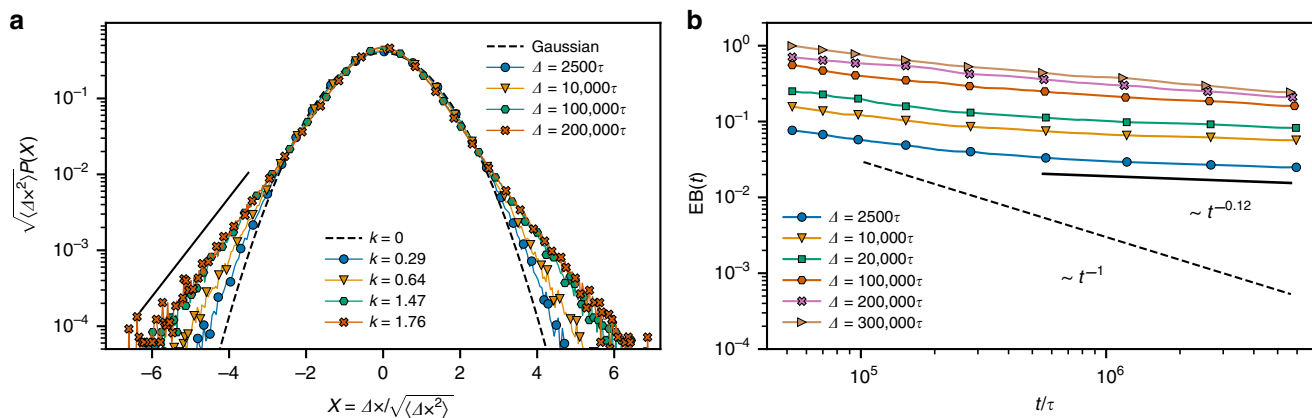 a
√⟨Δx²⟩P(X)
10⁻¹
10⁻²
10⁻³
10⁻⁴
Gaussian
Δ = 2500τ
Δ = 10,000τ
Δ = 100,000τ
Δ = 200,000τ
k = 0
k = 0.29
k = 0.64
k = 1.47
k = 1.76
−6 −4 −2 0 2 4 6
X = Δx/√⟨Δx²⟩
b
EB(t)
10⁰
10⁻¹
10⁻²
10⁻³
10⁻⁴
~ t⁻⁰·¹²
~ t⁻¹
Δ = 2500τ
Δ = 10,000τ
Δ = 20,000τ
Δ = 100,000τ
Δ = 200,000τ
Δ = 300,000τ
10⁵ 10⁶
t/τ